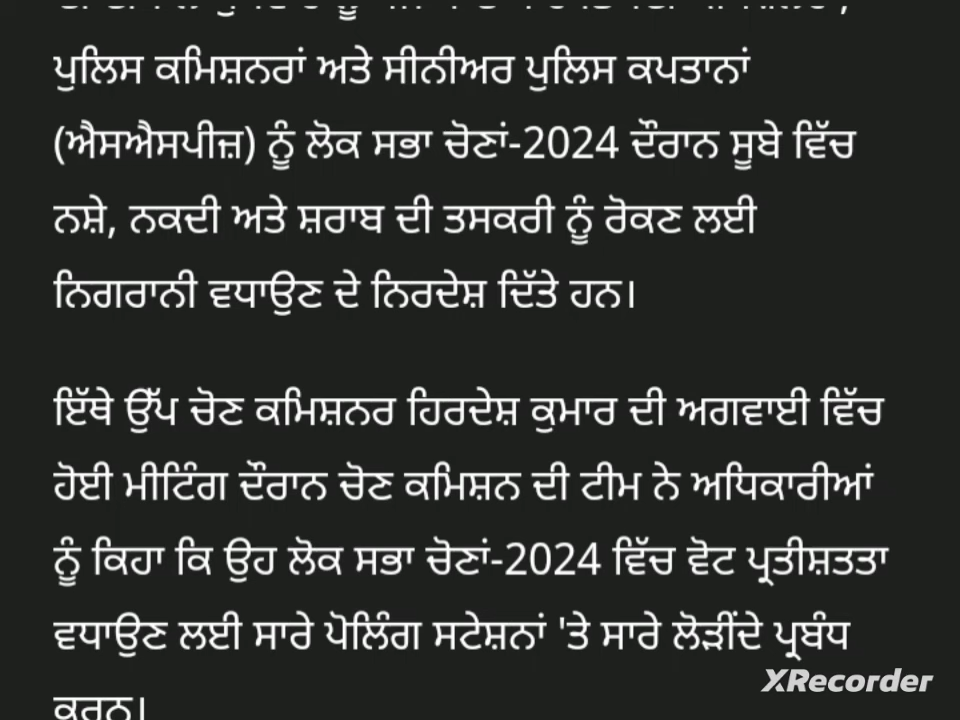 ਪੁਲਿਸ ਕਮਿਸ਼ਨਰਾਂ ਅਤੇ ਸੀਨੀਅਰ ਪੁਲਿਸ ਕਪਤਾਨਾਂ
(ਐਸਐਸਪੀਜ਼) ਨੂੰ ਲੋਕ ਸਭਾ ਚੋਣਾਂ-2024 ਦੌਰਾਨ ਸੂਬੇ ਵਿੱਚ
ਨਸ਼ੇ, ਨਕਦੀ ਅਤੇ ਸ਼ਰਾਬ ਦੀ ਤਸਕਰੀ ਨੂੰ ਰੋਕਣ ਲਈ
ਨਿਗਰਾਨੀ ਵਧਾਉਣ ਦੇ ਨਿਰਦੇਸ਼ ਦਿੱਤੇ ਹਨ।
ਇੱਥੇ ਉੱਪ ਚੋਣ ਕਮਿਸ਼ਨਰ ਹਿਰਦੇਸ਼ ਕੁਮਾਰ ਦੀ ਅਗਵਾਈ ਵਿੱਚ
ਹੋਈ ਮੀਟਿੰਗ ਦੌਰਾਨ ਚੋਣ ਕਮਿਸ਼ਨ ਦੀ ਟੀਮ ਨੇ ਅਧਿਕਾਰੀਆਂ
ਨੂੰ ਕਿਹਾ ਕਿ ਉਹ ਲੋਕ ਸਭਾ ਚੋਣਾਂ-2024 ਵਿੱਚ ਵੋਟ ਪ੍ਰਤੀਸ਼ਤਤਾ
ਵਧਾਉਣ ਲਈ ਸਾਰੇ ਪੋਲਿੰਗ ਸਟੇਸ਼ਨਾਂ 'ਤੇ ਸਾਰੇ ਲੋੜੀਂਦੇ ਪ੍ਰਬੰਧ
ਕਰਨ।
XRecorder